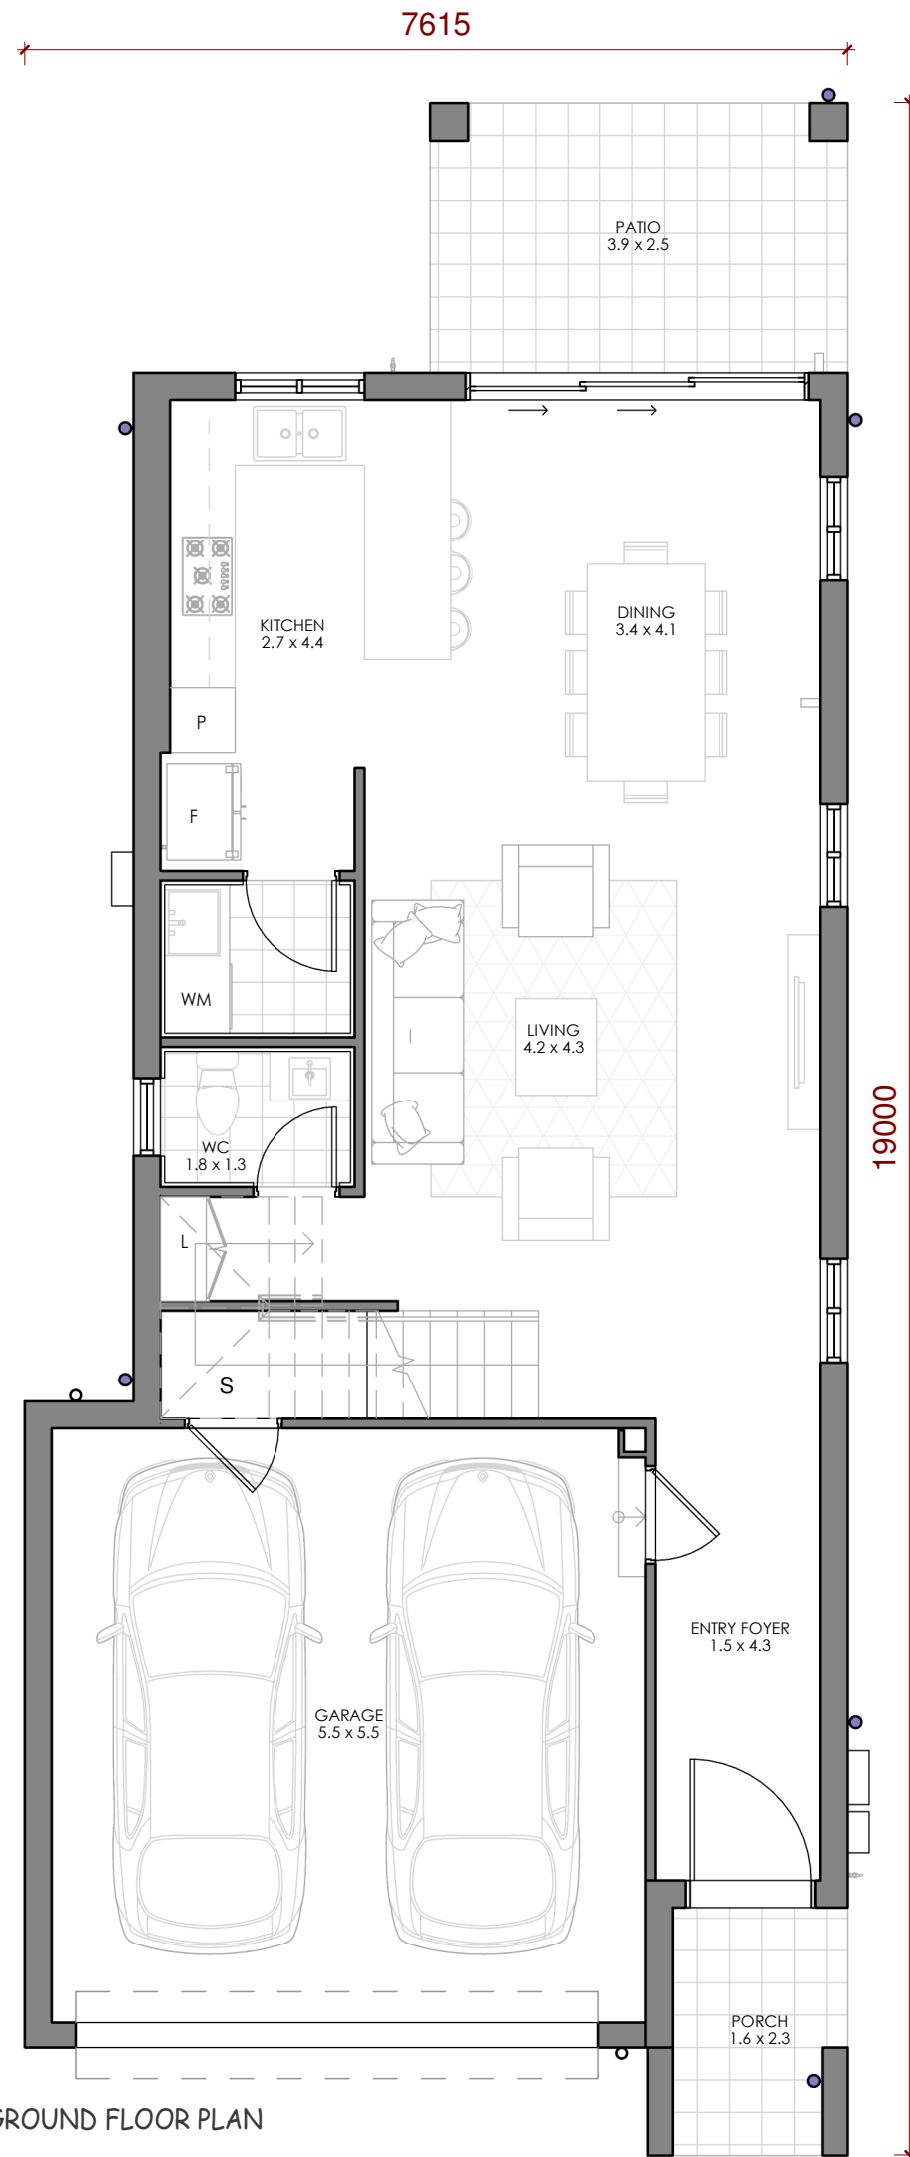 7615
PATIO
3.9 x 2.5
KITCHEN
2.7 x 4.4
DINING
3.4 x 4.1
P
F
WM
LIVING
4.2 x 4.3
19000
WC
1.8 x 1.3
L
S
ENTRY FOYER
1.5 x 4.3
GARAGE
5.5 x 5.5
PORCH
1.6 x 2.3
GROUND FLOOR PLAN